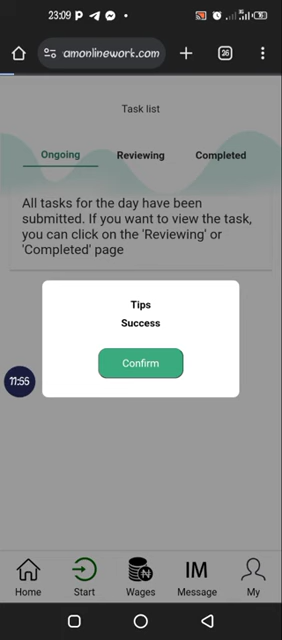 23:09
amonlinework.com
26
Task list
Ongoing
Reviewing
Completed
All tasks for the day have been
submitted. If you want to view the task,
you can click on the 'Reviewing' or
'Completed' page
Tips
Success
Confirm
11:55
IM
Home
Start
Wages
Message
My